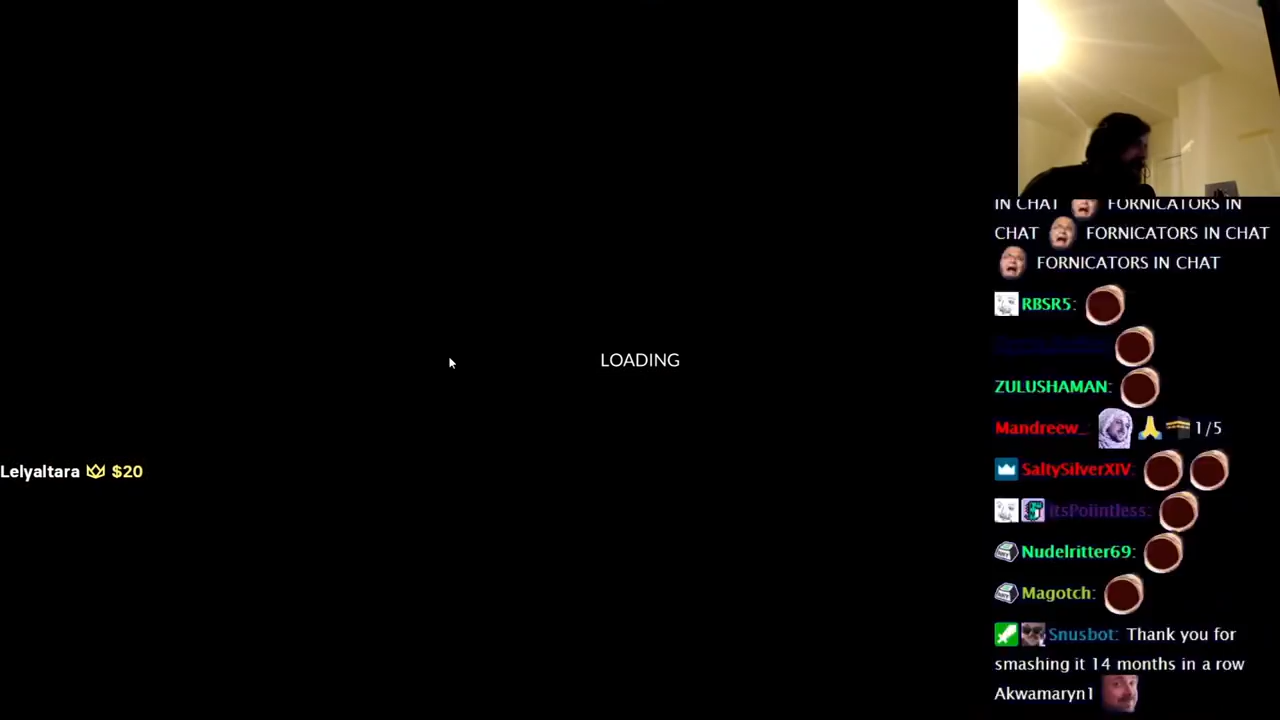 IN CHAT FORNICATORS IN
CHAT FORNICATORS IN CHAT
FORNICATORS IN CHAT
RBSR5:
LOADING
ZULUSHAMAN:
Mandreew_: 1/5
Lelyaltara $20
SaltySilverXIV:
itsPoiintless:
Nudelritter69:
Magotch:
Snusbot: Thank you for
smashing it 14 months in a row
Akwamaryn1